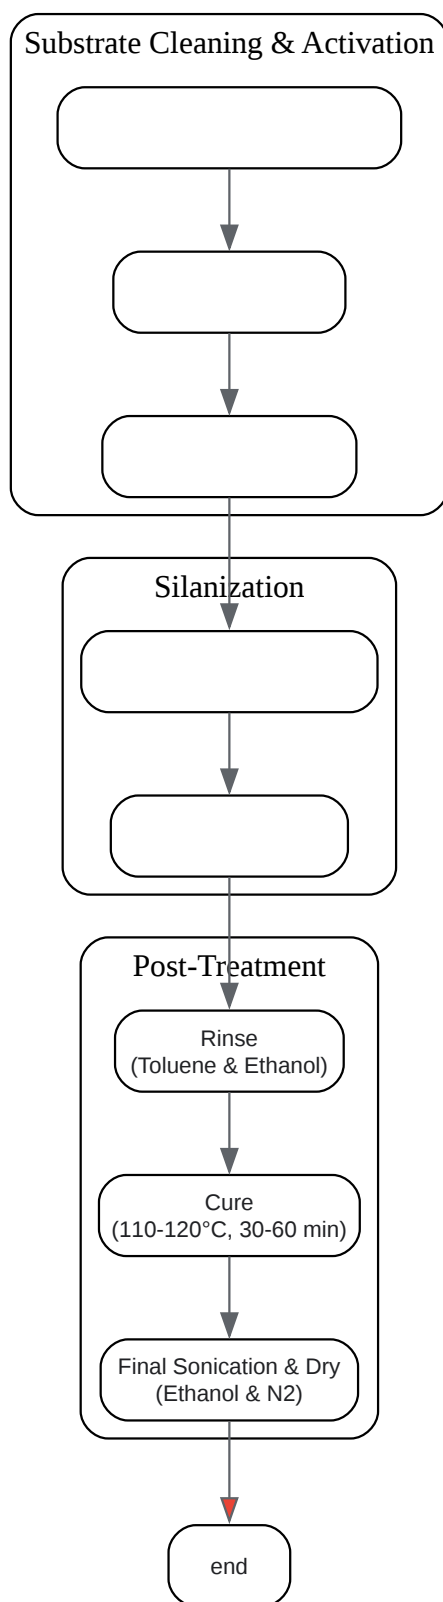 Substrate Cleaning & Activation
Silanization
Post-Treatment
Rinse
(Toluene & Ethanol)
Cure
(110-120°C, 30-60 min)
Final Sonication & Dry
(Ethanol & N2)
end